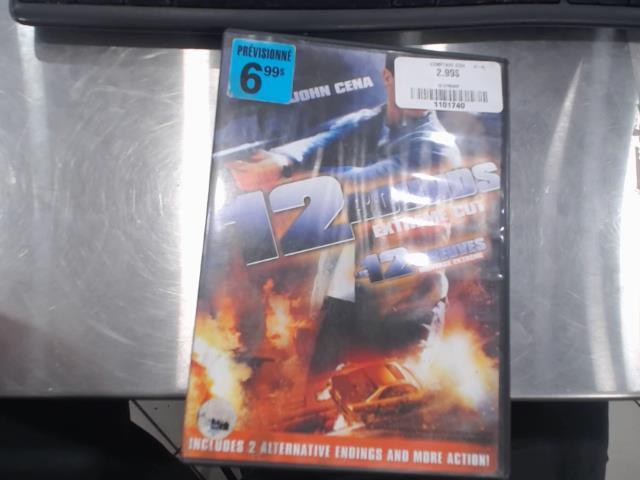 PRÉVISIONNÉ
6 99$
JOHN CENA
2.99$
1101740
12 ROUNDS
EXTREME CUT
12
INCLUDES 2 ALTERNATIVE ENDINGS AND MORE ACTION!